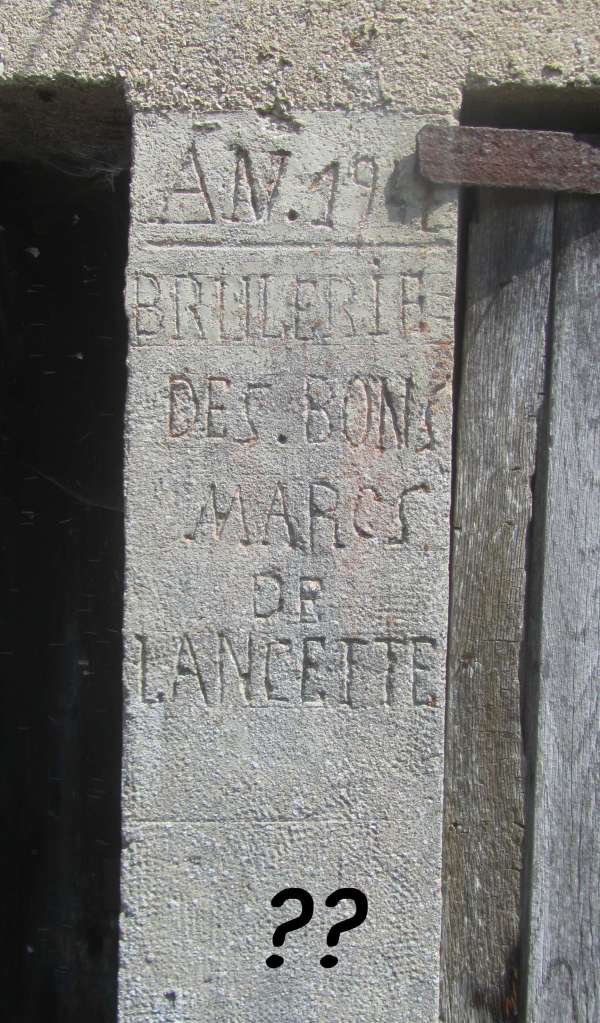 AN. 19
BRULERIE
DES. BONS
MARCS
DE
LANCETTE
??